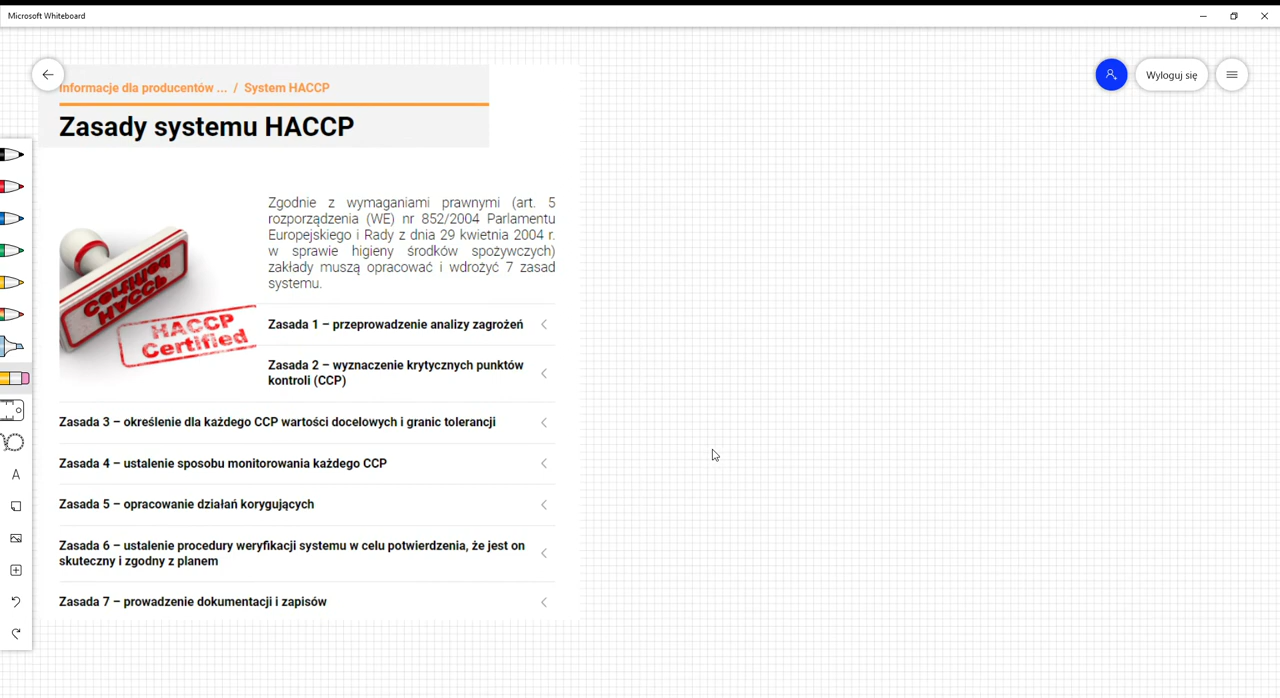 Microsoft Whiteboard
Informacje dla producentów ... / System HACCP
Wyloguj się
Zasady systemu HACCP
Zgodnie z wymaganiami prawnymi (art. 5
rozporządzenia (WE) nr 852/2004 Parlamentu
Europejskiego i Rady z dnia 29 kwietnia 2004 r.
w sprawie higieny środków spożywczych)
zakłady muszą opracować i wdrożyć 7 zasad
systemu.
Certified
HACCP
HACCP
Certified
Zasada 1 – przeprowadzenie analizy zagrożeń
Zasada 2 – wyznaczenie krytycznych punktów
kontroli (CCP)
Zasada 3 – określenie dla każdego CCP wartości docelowych i granic tolerancji
Zasada 4 – ustalenie sposobu monitorowania każdego CCP
Zasada 5 – opracowanie działań korygujących
Zasada 6 – ustalenie procedury weryfikacji systemu w celu potwierdzenia, że jest on
skuteczny i zgodny z planem
Zasada 7 – prowadzenie dokumentacji i zapisów
A